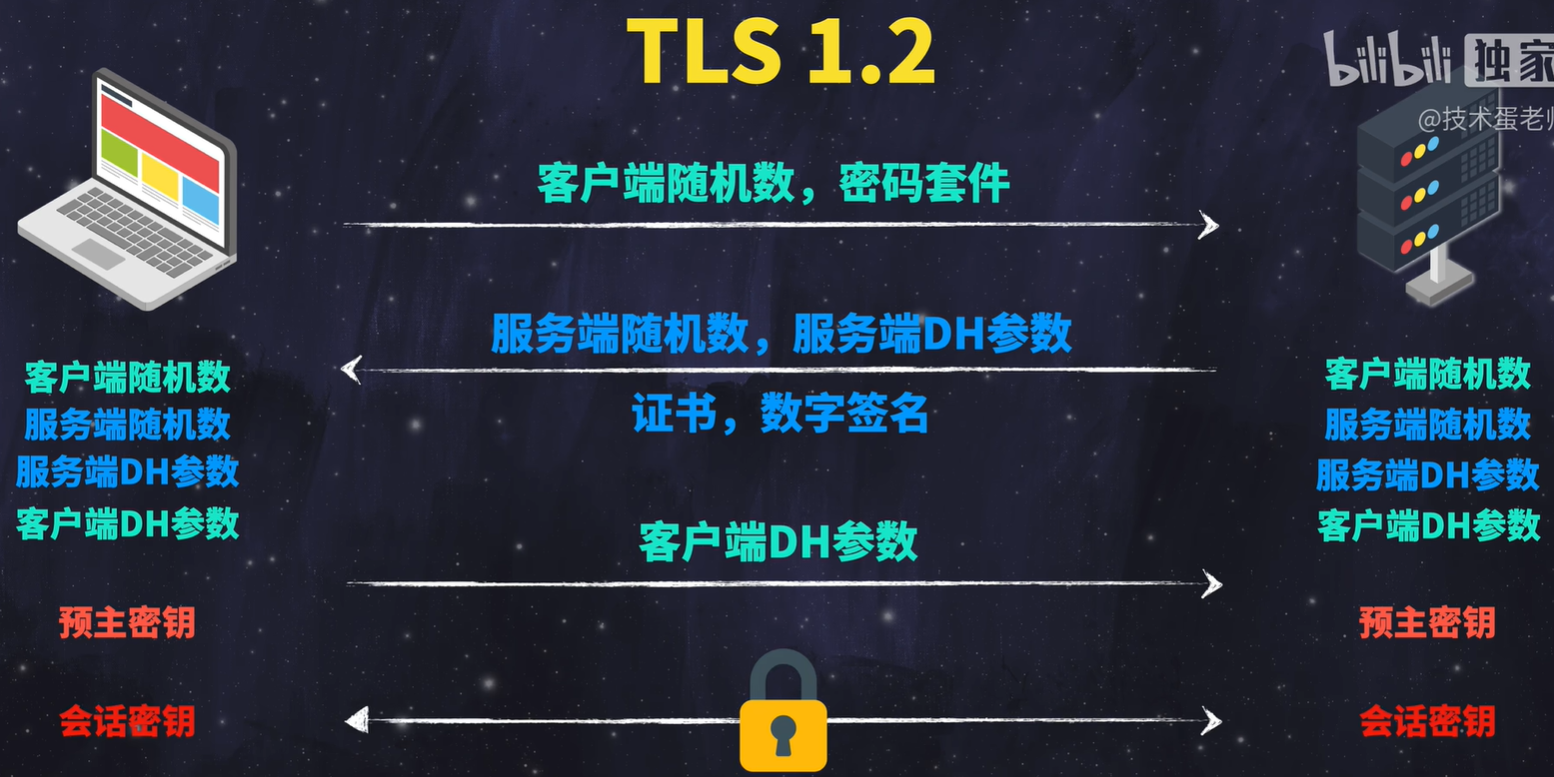 TLS 1.2
bilibili 独家
@技术蛋老师
客户端随机数，密码套件
服务端随机数，服务端DH参数
证书，数字签名
客户端随机数
服务端随机数
服务端DH参数
客户端DH参数
预主密钥
会话密钥
客户端DH参数
客户端随机数
服务端随机数
服务端DH参数
客户端DH参数
预主密钥
会话密钥